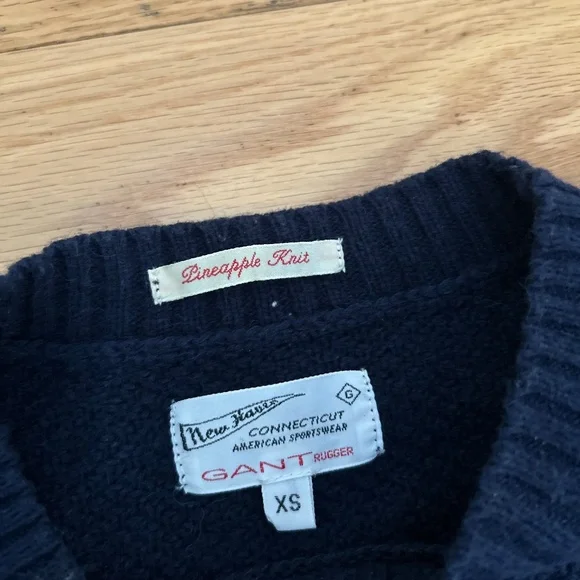 Pineapple Knit
New Haven
G
CONNECTICUT
AMERICAN SPORTSWEAR
GANT RUGGER
XS